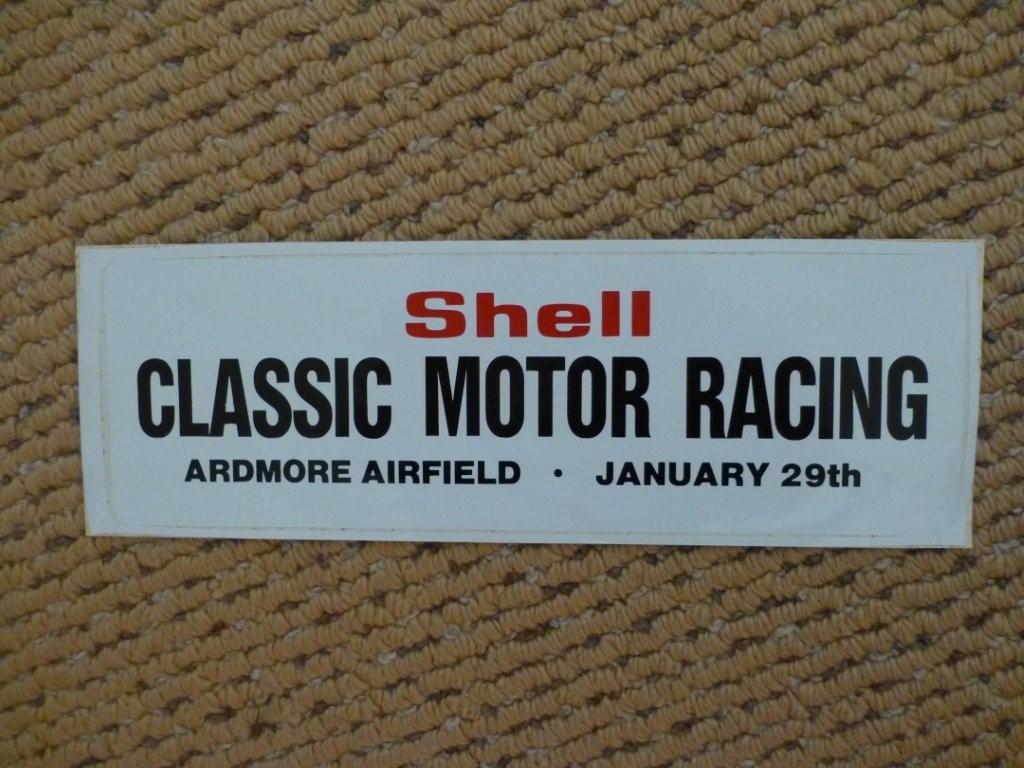 Shell
CLASSIC MOTOR RACING
ARDMORE AIRFIELD • JANUARY 29th